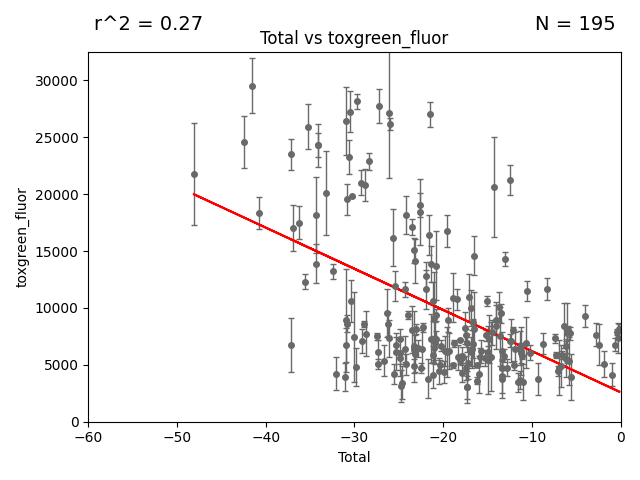 r^2 = 0.27 N = 195
Total vs toxgreen_fluor
30000
25000
20000
15000
10000
5000
0
toxgreen_fluor
−60 −50 −40 −30 −20 −10 0
Total